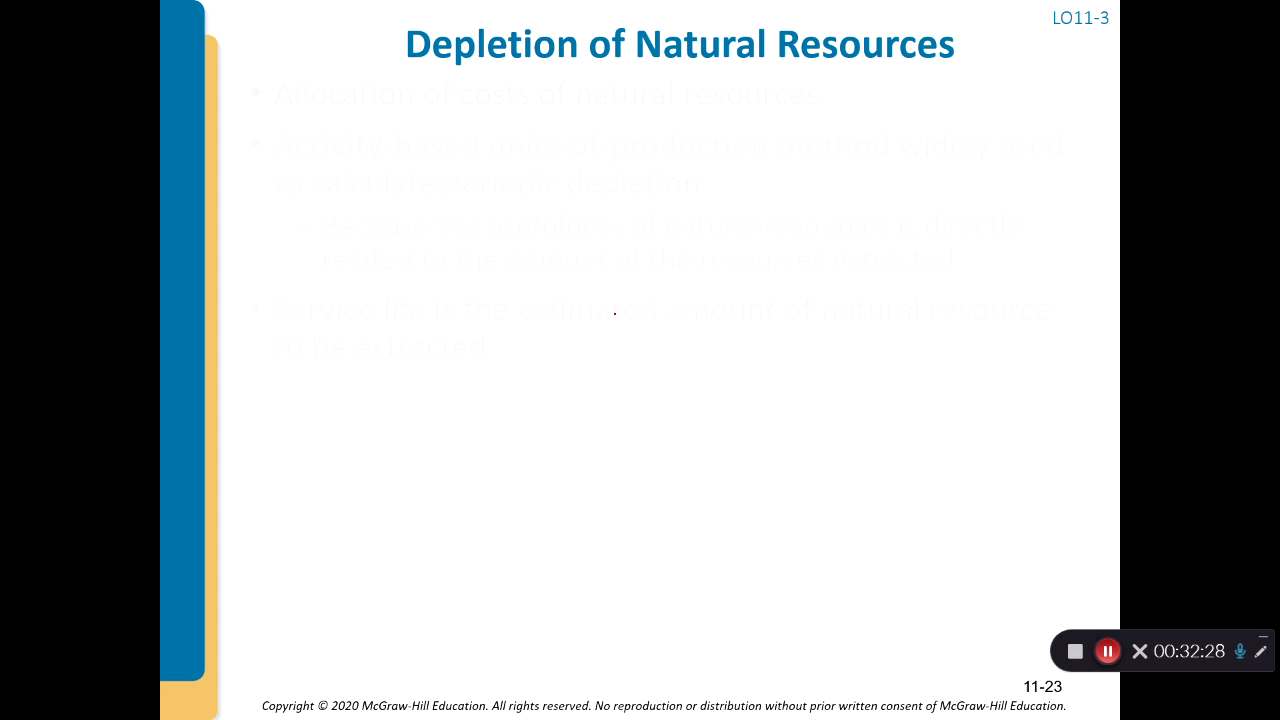 LO11-3
Depletion of Natural Resources
• Allocation of costs of natural resources
• Activity-based units-of-production method widely used
to calculate periodic depletion
– Because the usefulness of natural resources is directly
related to the amount of the resources extracted
• Service life is the estimated amount of natural resource
to be extracted
00:32:28
11-23
Copyright © 2020 McGraw-Hill Education. All rights reserved. No reproduction or distribution without prior written consent of McGraw-Hill Education.